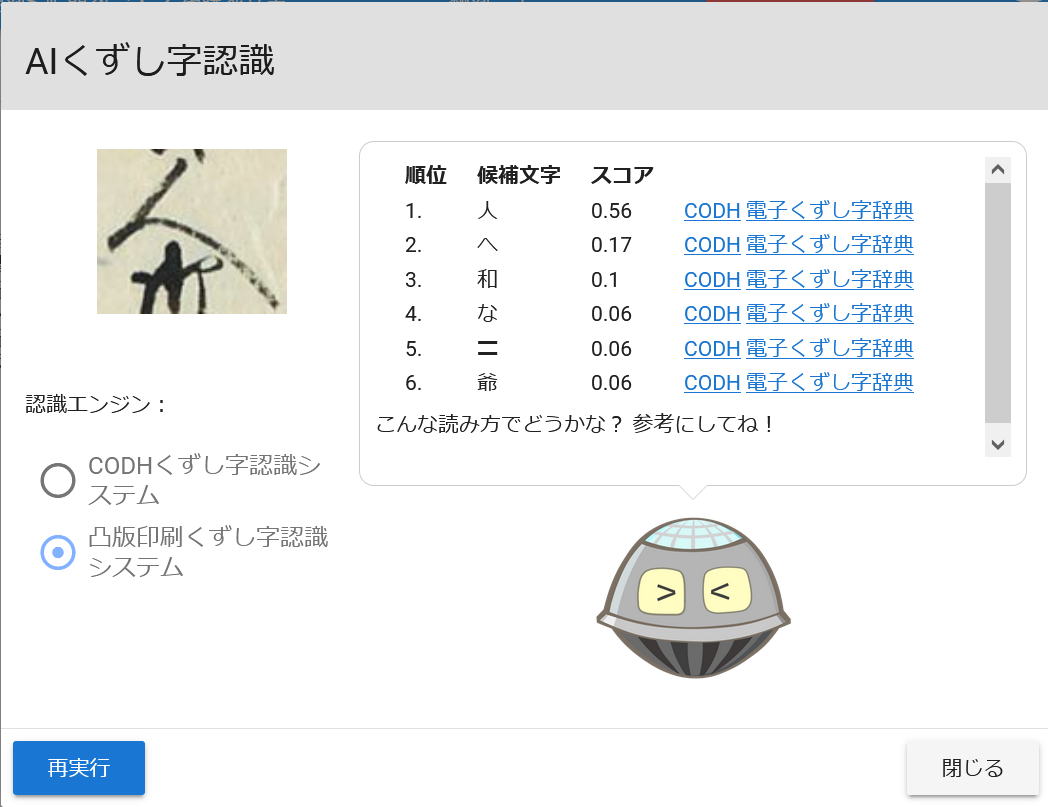 AIくずし字認識
順位 候補文字 スコア
1. 人 0.56 CODH 電子くずし字辞典
2. へ 0.17 CODH 電子くずし字辞典
3. 和 0.1 CODH 電子くずし字辞典
4. な 0.06 CODH 電子くずし字辞典
5. 〓 0.06 CODH 電子くずし字辞典
6. 爺 0.06 CODH 電子くずし字辞典
こんな読み方でどうかな？ 参考にしてね！
認識エンジン：
CODHくずし字認識シ
ステム
凸版印刷くずし字認識
システム
> <
再実行
閉じる